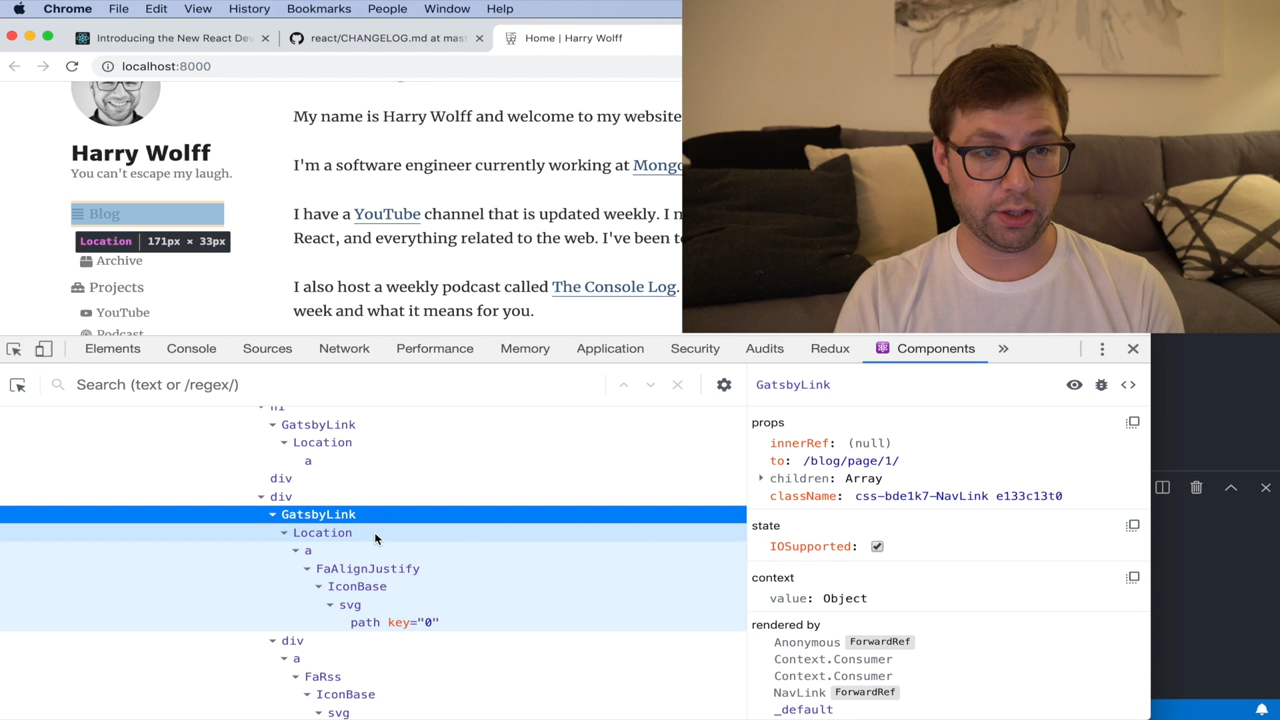 Chrome File Edit View History Bookmarks People Window Help
Introducing the New React Dev
react/CHANGELOG.md at mast
Home | Harry Wolff
localhost:8000
Harry Wolff
You can't escape my laugh.
Blog
Location 171px × 33px
Archive
Projects
YouTube
Podcast
My name is Harry Wolff and welcome to my website
I'm a software engineer currently working at Mongo
I have a YouTube channel that is updated weekly. I m
React, and everything related to the web. I've been to
I also host a weekly podcast called The Console Log.
week and what it means for you.
Elements Console Sources Network Performance Memory Application Security Audits Redux Components »
Search (text or /regex/)
GatsbyLink
Location
a
div
div
GatsbyLink
Location
a
FaAlignJustify
IconBase
svg
path key="0"
div
a
FaRss
IconBase
svg
GatsbyLink
props
innerRef: (null)
to: /blog/page/1/
children: Array
className: css-bde1k7-NavLink e133c13t0
state
IOSupported:
context
value: Object
rendered by
Anonymous ForwardRef
Context.Consumer
Context.Consumer
NavLink ForwardRef
_default